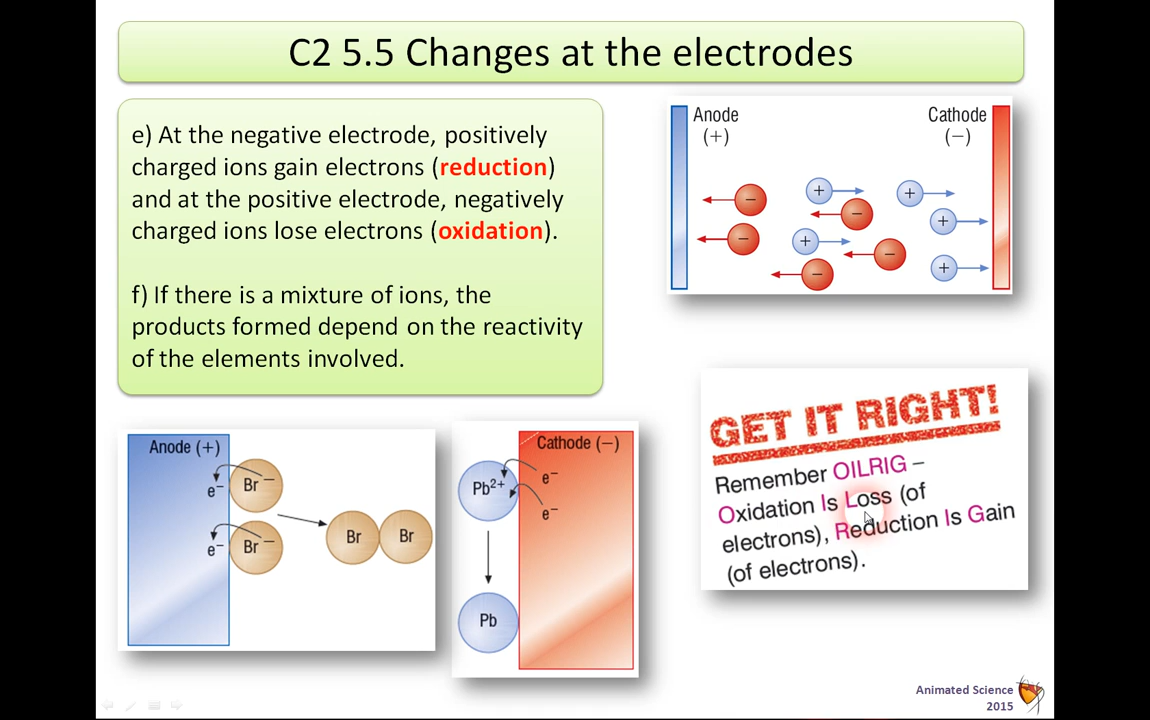 C2 5.5 Changes at the electrodes
e) At the negative electrode, positively
charged ions gain electrons (reduction)
and at the positive electrode, negatively
charged ions lose electrons (oxidation).
f) If there is a mixture of ions, the
products formed depend on the reactivity
of the elements involved.
Anode
(+)
Cathode
(−)
−
+
+
−
+
−
+
−
−
+
Anode (+)
e⁻
Br⁻
e⁻
Br⁻
Br
Br
Cathode (−)
Pb²⁺
e⁻
e⁻
Pb
GET IT RIGHT!
Remember OILRIG –
Oxidation Is Loss (of
electrons), Reduction Is Gain
(of electrons).
Animated Science
2015